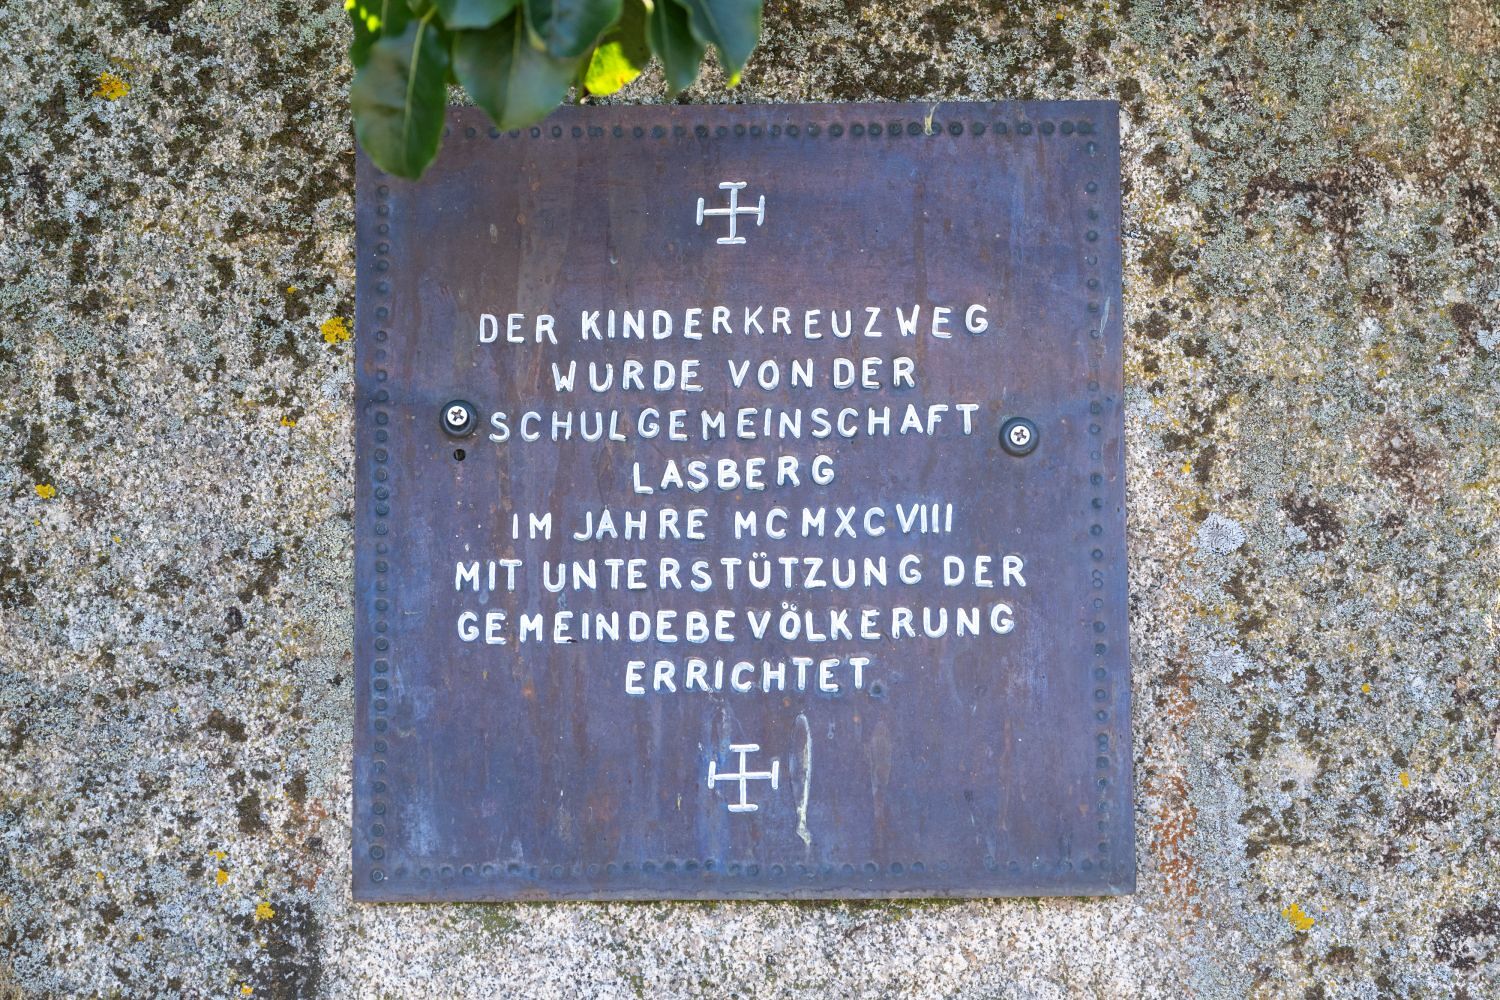 DER KINDERKREUZWEG
WURDE VON DER
SCHULGEMEINSCHAFT
LASBERG
IM JAHRE MCMXCVIII
MIT UNTERSTÜTZUNG DER
GEMEINDEBEVÖLKERUNG
ERRICHTET